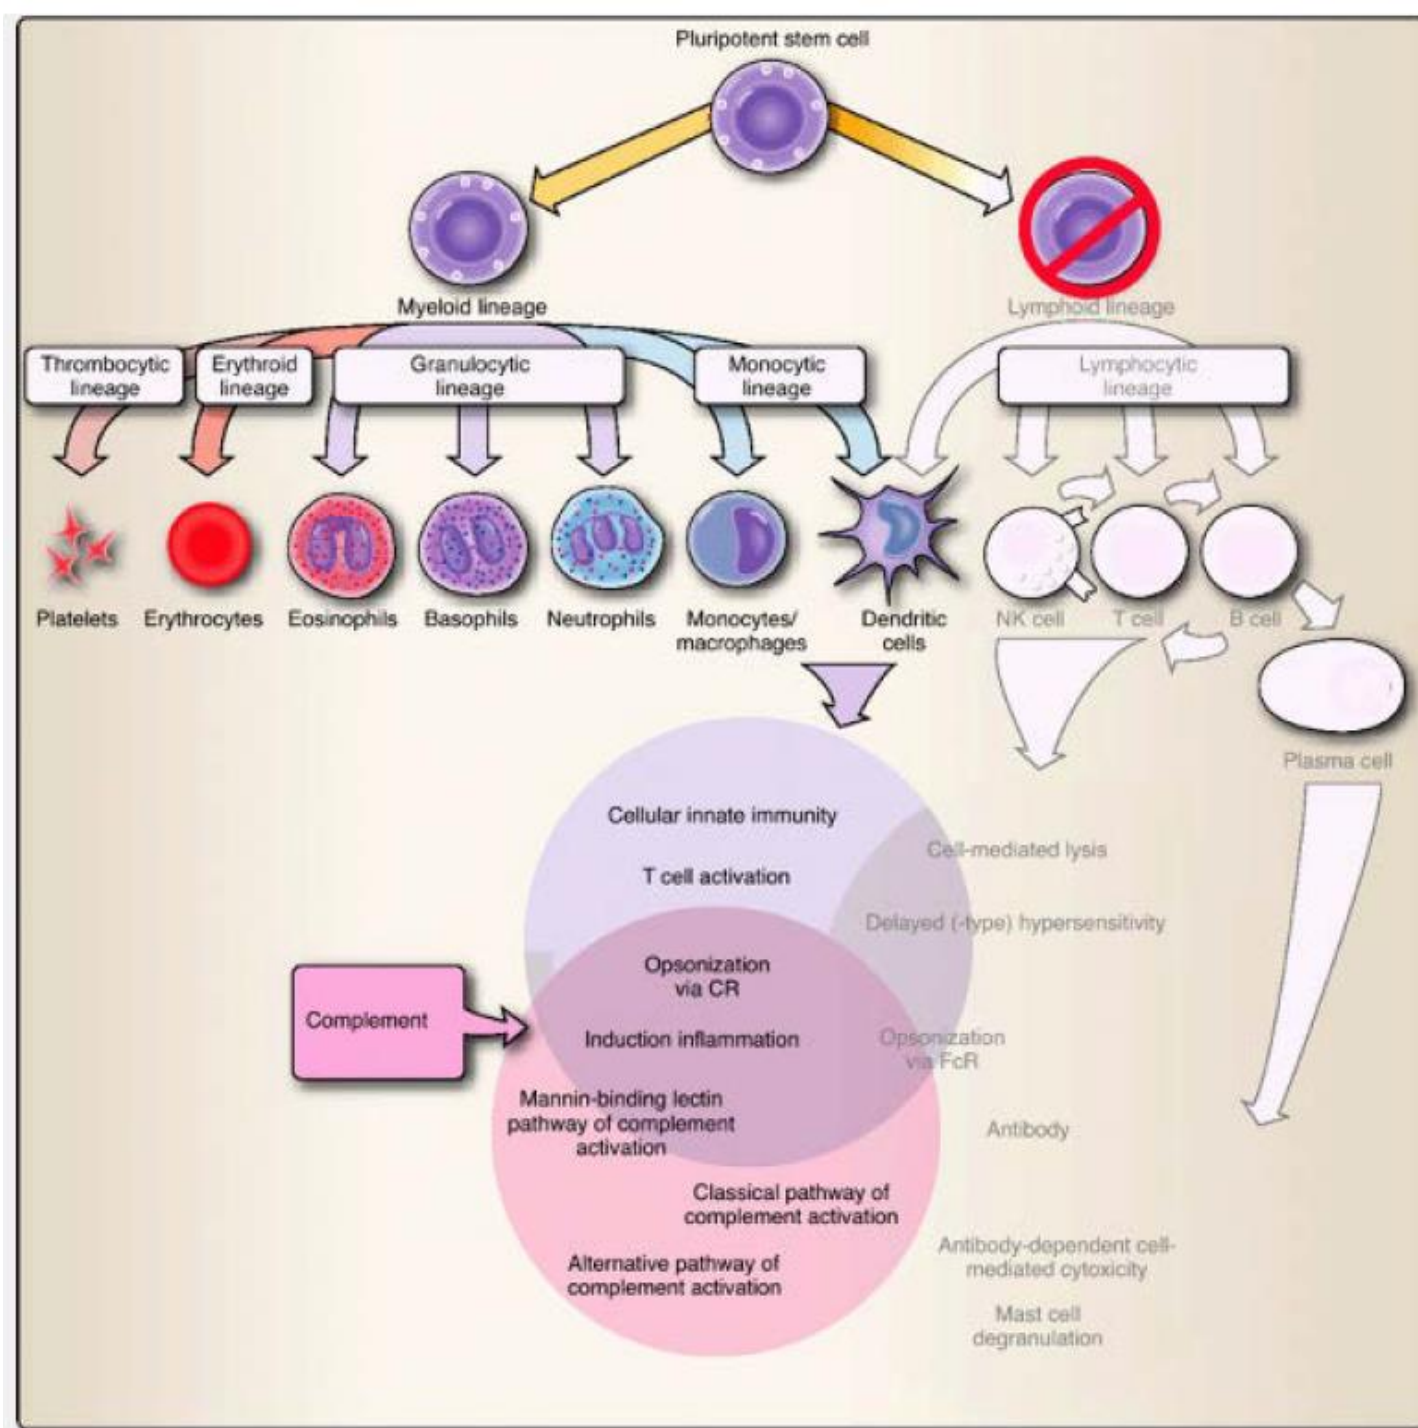 Pluripotent stem cell
Myeloid lineage
Lymphoid lineage
Thrombocytic
lineage
Erythroid
lineage
Granulocytic
lineage
Monocytic
lineage
Lymphocytic
lineage
Platelets
Erythrocytes
Eosinophils
Basophils
Neutrophils
Monocytes/
macrophages
Dendritic
cells
NK cell
T cell
B cell
Plasma cell
Cellular innate immunity
T cell activation
Cell-mediated lysis
Delayed (-type) hypersensitivity
Opsonization
via CR
Induction inflammation
Opsonization
via FcR
Complement
Mannin-binding lectin
pathway of complement
activation
Antibody
Classical pathway of
complement activation
Alternative pathway of
complement activation
Antibody-dependent cell-
mediated cytoxicity
Mast cell
degranulation